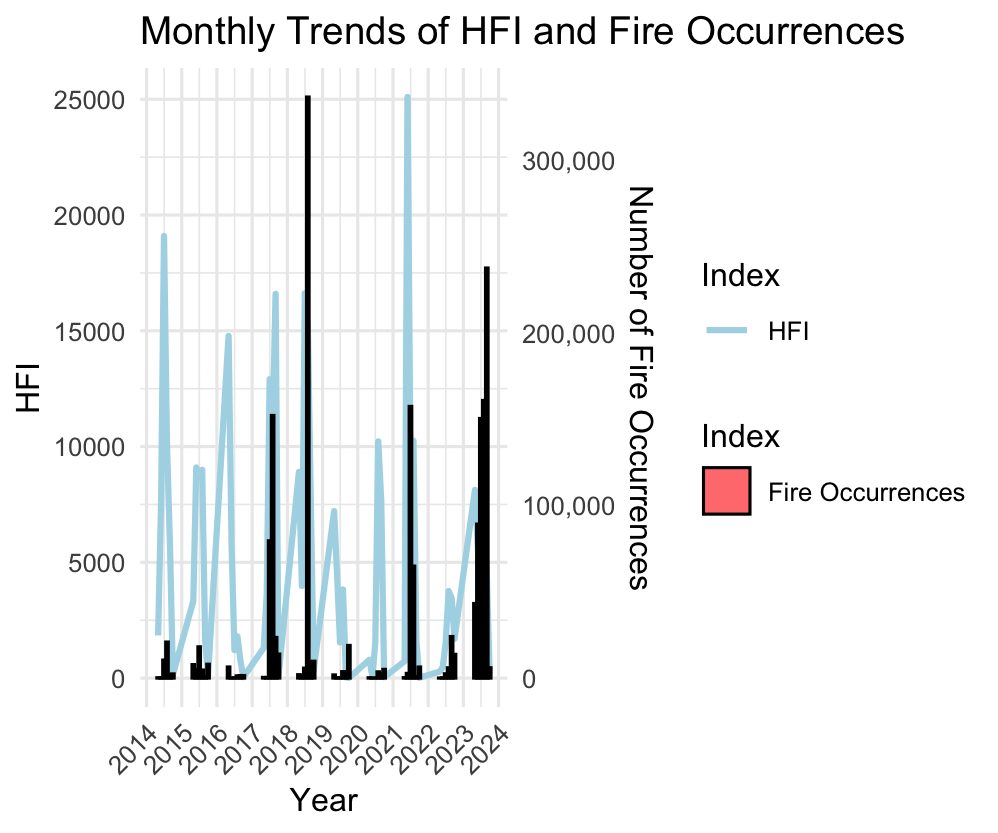 Monthly Trends of HFI and Fire Occurrences
HFI
25000
20000
15000
10000
5000
0
300,000
200,000
100,000
0
Number of Fire Occurrences
2014
2015
2016
2017
2018
2019
2020
2021
2022
2023
2024
Year
Index
HFI
Index
Fire Occurrences